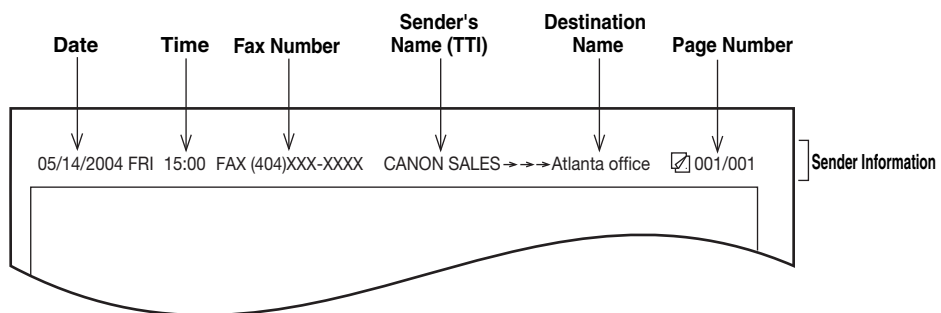 Sender's Destination
Date Time Fax Number Name (TTI) Name Page Number
05/14/2004 FRI 15:00 FAX (404)XXX-XXXX CANON SALES →→→Atlanta office 001/001 Sender Information